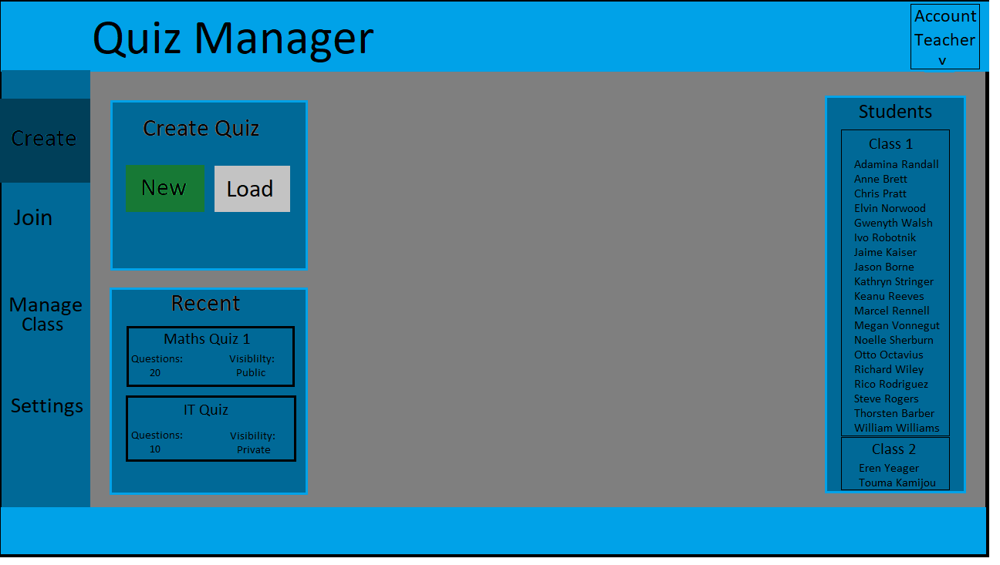 Quiz Manager
Account
Teacher
v
Create
Join
Manage
Class
Settings
Create Quiz
New
Load
Recent
Maths Quiz 1
Questions:
Visiblilty:
20
Public
IT Quiz
Questions:
Visibility:
10
Private
Students
Class 1
Adamina Randall
Anne Brett
Chris Pratt
Elvin Norwood
Gwenyth Walsh
Ivo Robotnik
Jaime Kaiser
Jason Borne
Kathryn Stringer
Keanu Reeves
Marcel Rennell
Megan Vonnegut
Noelle Sherburn
Otto Octavius
Richard Wiley
Rico Rodriguez
Steve Rogers
Thorsten Barber
William Williams
Class 2
Eren Yeager
Touma Kamijou